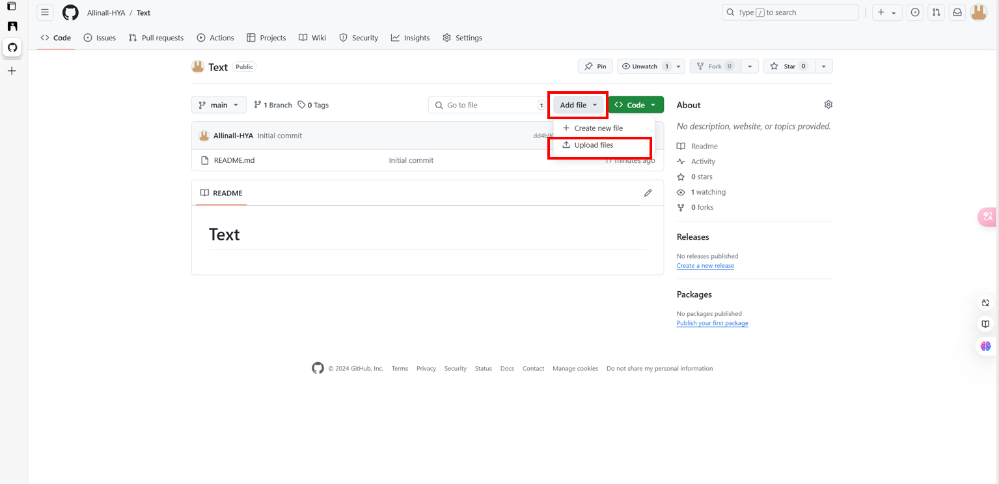 Allinall-HYA / Text
Type / to search
Code
Issues
Pull requests
Actions
Projects
Wiki
Security
Insights
Settings
Text Public
Pin
Unwatch 1
Fork 0
Star 0
main
1 Branch
0 Tags
Go to file
t
Add file
Code
Create new file
Upload files
Allinall-HYA Initial commit
README.md Initial commit 17 minutes ago
README
Text
About
No description, website, or topics provided.
Readme
Activity
0 stars
1 watching
0 forks
Releases
No releases published
Create a new release
Packages
No packages published
Publish your first package
© 2024 GitHub, Inc. Terms Privacy Security Status Docs Contact Manage cookies Do not share my personal information